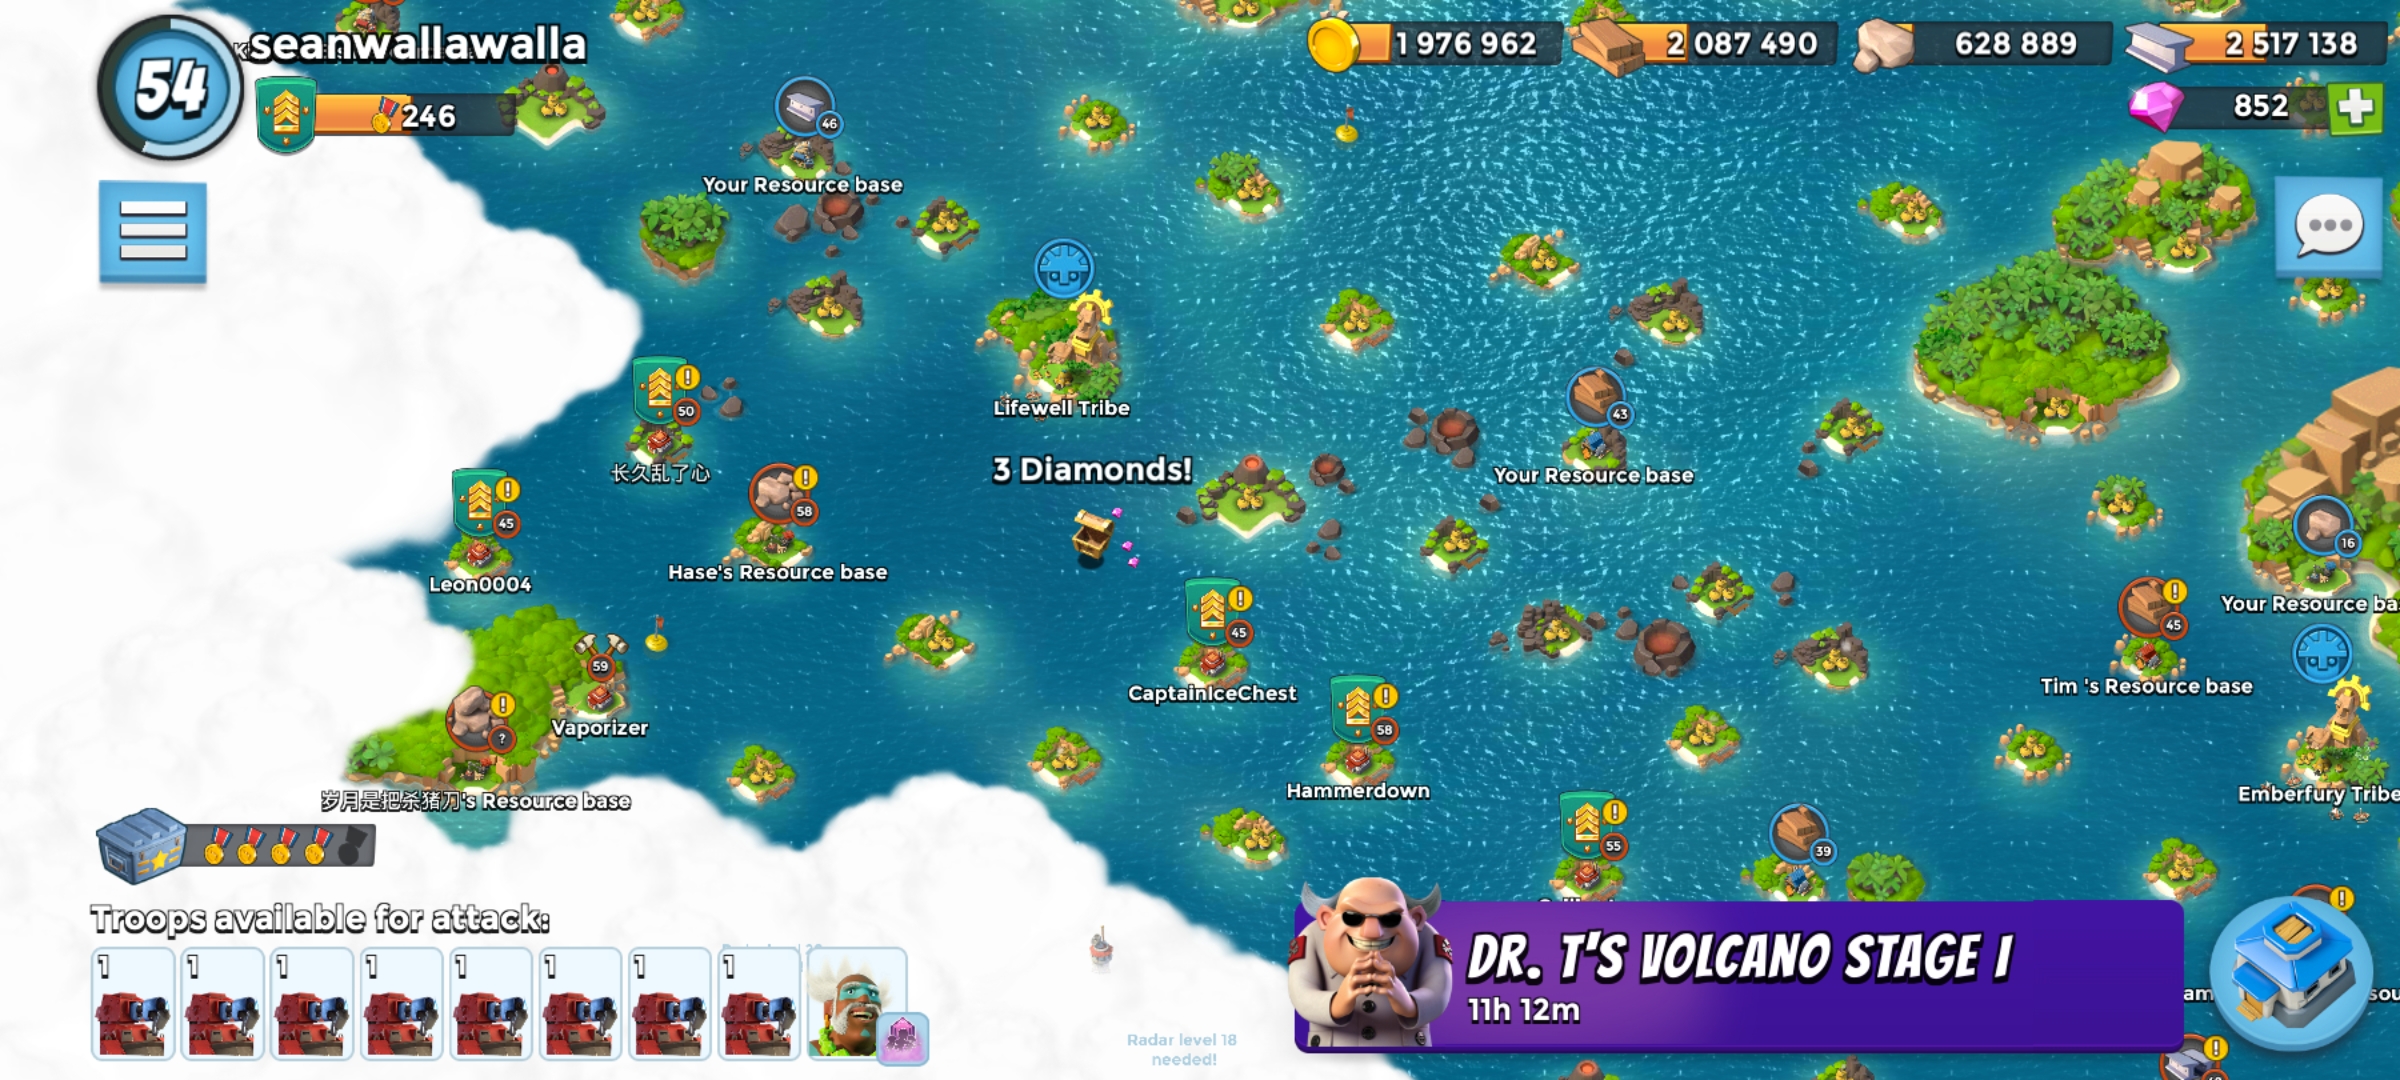 54
seanwallawalla
246
1 976 962
2 087 490
628 889
2 517 138
852
46
Your Resource base
Lifewell Tribe
50
长久乱了心
45
Leon0004
58
Hase's Resource base
3 Diamonds!
43
Your Resource base
16
Your Resource ba
45
CaptainIceChest
45
Tim 's Resource base
59
Vaporizer
?
岁月是把杀猪刀's Resource base
58
Hammerdown
Emberfury Tribe
55
39
Troops available for attack:
1
1
1
1
1
1
1
1
DR. T'S VOLCANO STAGE I
11h 12m
Radar level 18
needed!